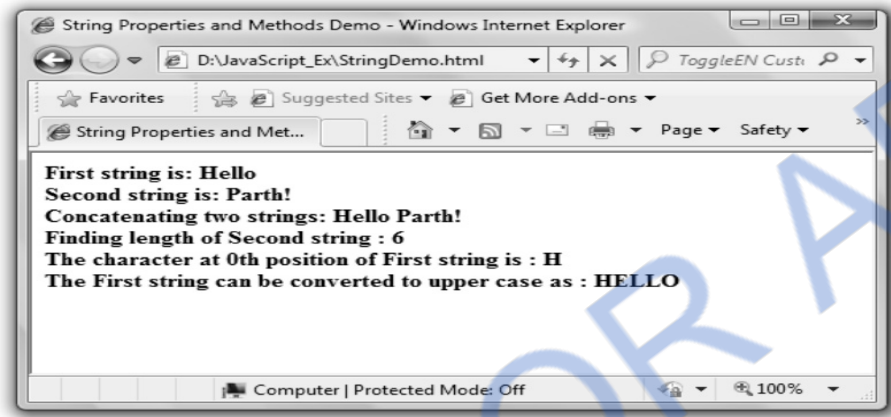 String Properties and Methods Demo - Windows Internet Explorer
D:\JavaScript_Ex\StringDemo.html
ToggleEN Cust
Favorites Suggested Sites Get More Add-ons
String Properties and Met... Page Safety »
First string is: Hello
Second string is: Parth!
Concatenating two strings: Hello Parth!
Finding length of Second string : 6
The character at 0th position of First string is : H
The First string can be converted to upper case as : HELLO
Computer | Protected Mode: Off 100%
OR A